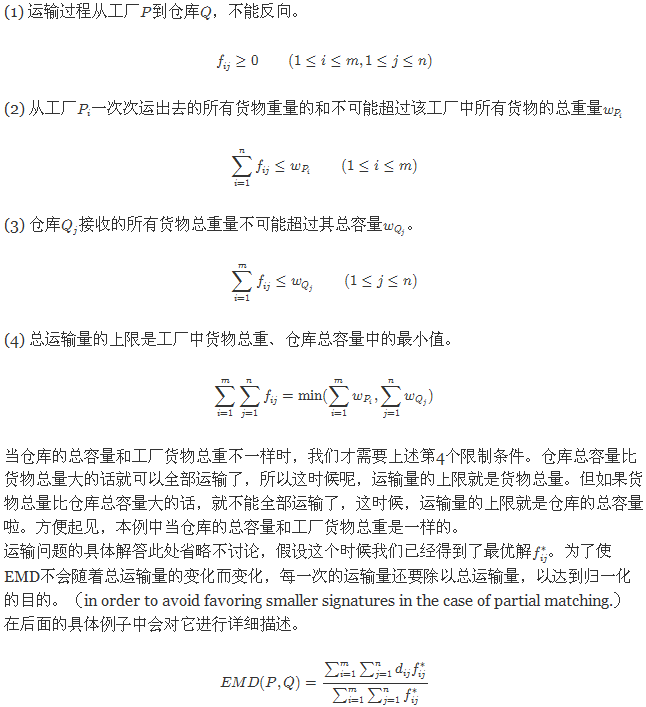 (1) 运输过程从工厂P到仓库Q，不能反向。
f_{ij} ≥ 0 (1 ≤ i ≤ m, 1 ≤ j ≤ n)
(2) 从工厂P_i一次次运出去的所有货物重量的和不可能超过该工厂中所有货物的总重量w_{P_i}
\sum_{i=1}^{n} f_{ij} ≤ w_{P_i} (1 ≤ i ≤ m)
(3) 仓库Q_j接收的所有货物总重量不可能超过其总容量w_{Q_j}。
\sum_{i=1}^{m} f_{ij} ≤ w_{Q_j} (1 ≤ j ≤ n)
(4) 总运输量的上限是工厂中货物总重、仓库总容量中的最小值。
\sum_{i=1}^{m} \sum_{j=1}^{n} f_{ij} = min(\sum_{i=1}^{m} w_{P_i}, \sum_{j=1}^{n} w_{Q_j})
当仓库的总容量和工厂货物总重不一样时，我们才需要上述第4个限制条件。仓库总容量比
货物总量大的话就可以全部运输了，所以这时候呢，运输量的上限就是货物总量。但如果货
物总量比仓库总容量大的话，就不能全部运输了，这时候，运输量的上限就是仓库的总容量
啦。方便起见，本例中当仓库的总容量和工厂货物总重是一样的。
运输问题的具体解答此处省略不讨论，假设这个时候我们已经得到了最优解f_{ij}^*。为了使
EMD不会随着总运输量的变化而变化，每一次的运输量还要除以总运输量，以达到归一化
的目的。（in order to avoid favoring smaller signatures in the case of partial matching.）
在后面的具体例子中会对它进行详细描述。
EMD(P, Q) = \frac{\sum_{i=1}^{m} \sum_{j=1}^{n} d_{ij} f_{ij}^*}{\sum_{i=1}^{m} \sum_{j=1}^{n} f_{ij}^*}